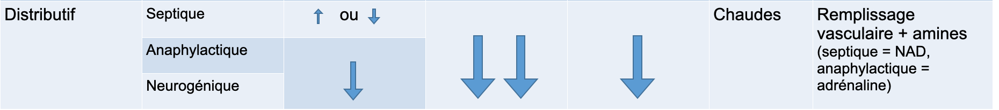 Distributif
Septique
ou
Chaudes
Remplissage
vasculaire + amines
(septique = NAD,
anaphylactique =
adrénaline)
Anaphylactique
Neurogénique